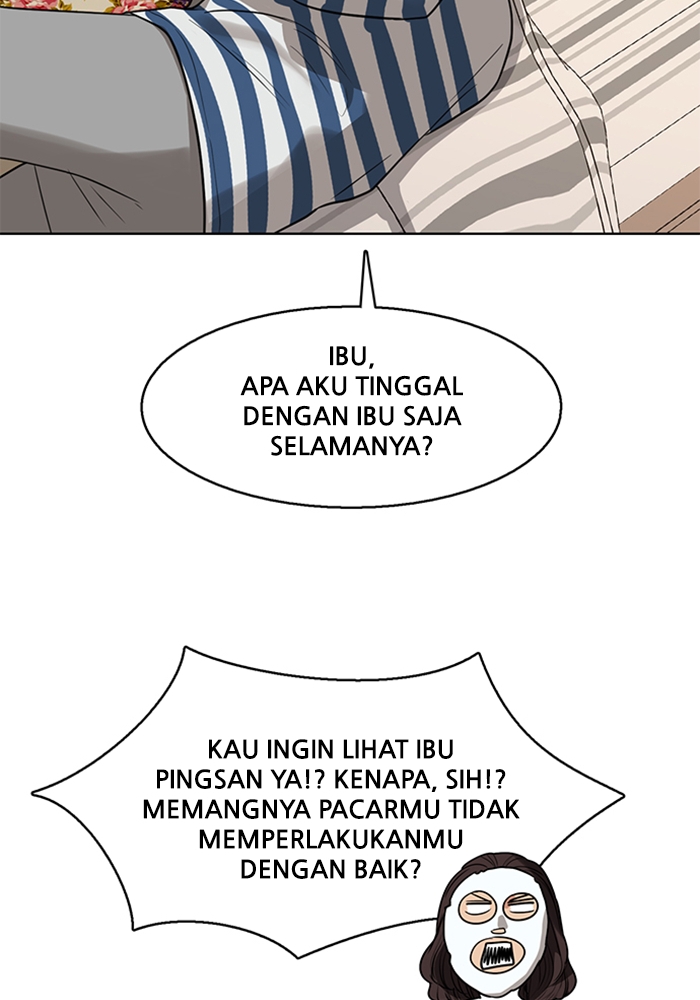 IBU,
APA AKU TINGGAL
DENGAN IBU SAJA
SELAMANYA?
KAU INGIN LIHAT IBU
PINGSAN YA!? KENAPA, SIH!?
MEMANGNYA PACARMU TIDAK
MEMPERLAKUKANMU
DENGAN BAIK?